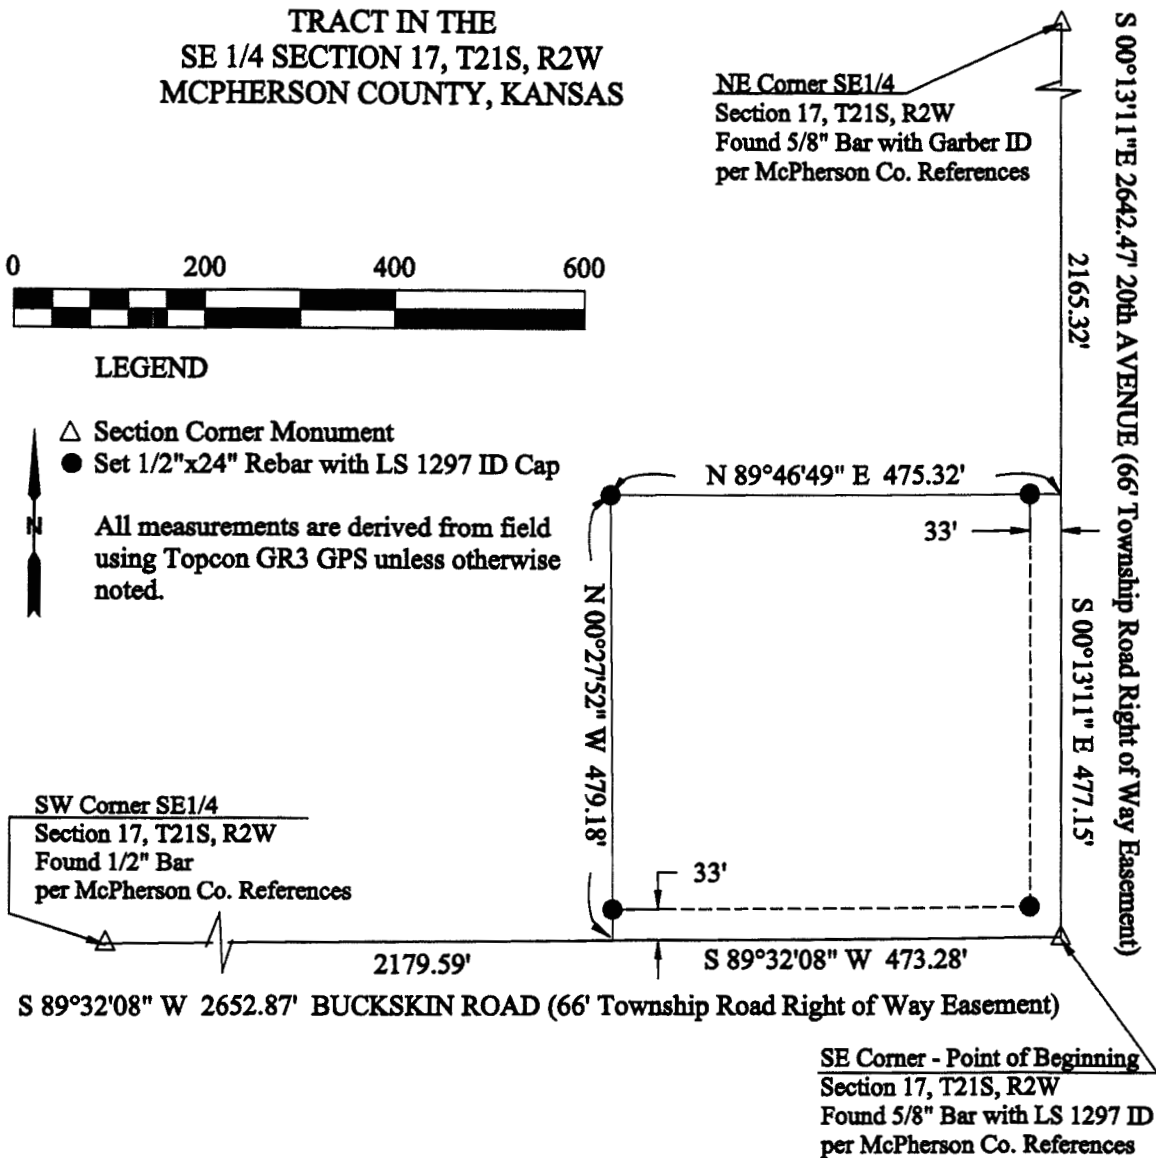 TRACT IN THE
SE 1/4 SECTION 17, T21S, R2W
MCPHERSON COUNTY, KANSAS
NE Corner SE1/4
Section 17, T21S, R2W
Found 5/8" Bar with Garber ID
per McPherson Co. References
S 00°13'11"E 2642.47' 20th AVENUE (66' Township Road Right of Way Easement)
2165.32'
0 200 400 600
LEGEND
Section Corner Monument
Set 1/2"x24" Rebar with LS 1297 ID Cap
N
All measurements are derived from field
using Topcon GR3 GPS unless otherwise
noted.
N 89°46'49" E 475.32'
33'
N 00°27'52" W 479.18'
S 00°13'11" E 477.15'
33'
SW Corner SE1/4
Section 17, T21S, R2W
Found 1/2" Bar
per McPherson Co. References
2179.59'
S 89°32'08" W 473.28'
S 89°32'08" W 2652.87' BUCKSKIN ROAD (66' Township Road Right of Way Easement)
SE Corner - Point of Beginning
Section 17, T21S, R2W
Found 5/8" Bar with LS 1297 ID
per McPherson Co. References